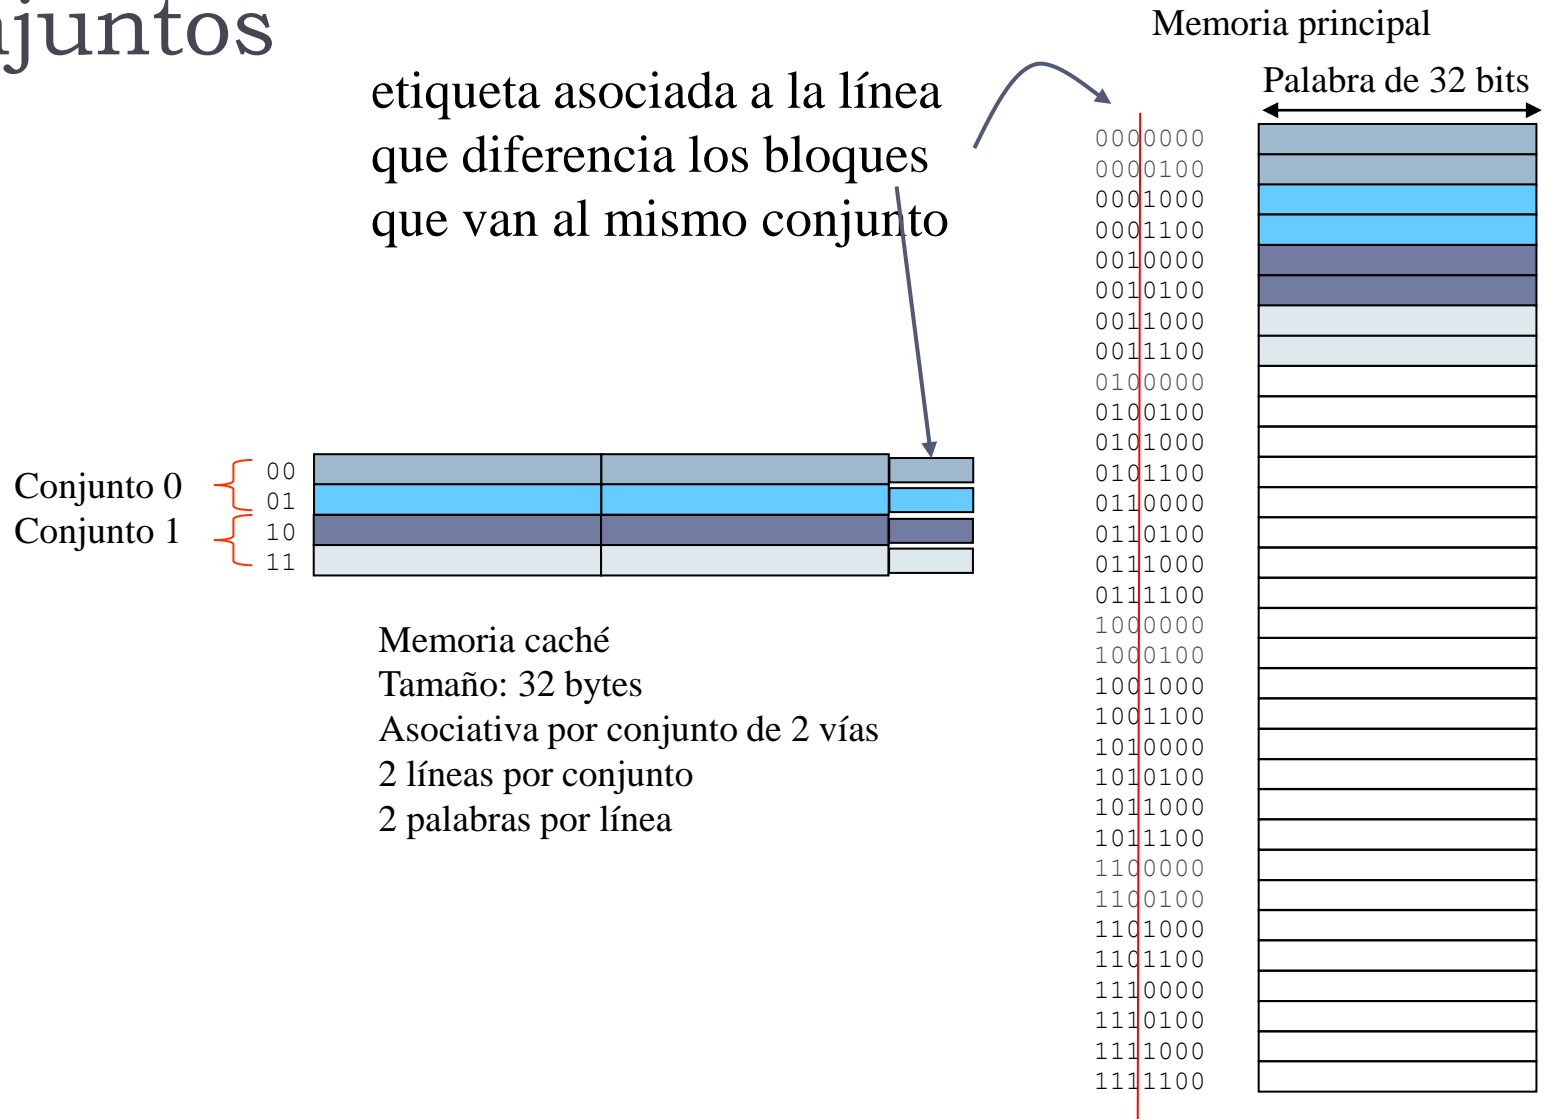 njuntos
Memoria principal
etiqueta asociada a la línea
que diferencia los bloques
que van al mismo conjunto
Palabra de 32 bits
0000000
0000100
0001000
0001100
0010000
0010100
0011000
0011100
0100000
0100100
0101000
0101100
0110000
0110100
0111000
0111100
1000000
1000100
1001000
1001100
1010000
1010100
1011000
1011100
1100000
1100100
1101000
1101100
1110000
1110100
1111000
1111100
Conjunto 0
Conjunto 1
00
01
10
11
Memoria caché
Tamaño: 32 bytes
Asociativa por conjunto de 2 vías
2 líneas por conjunto
2 palabras por línea